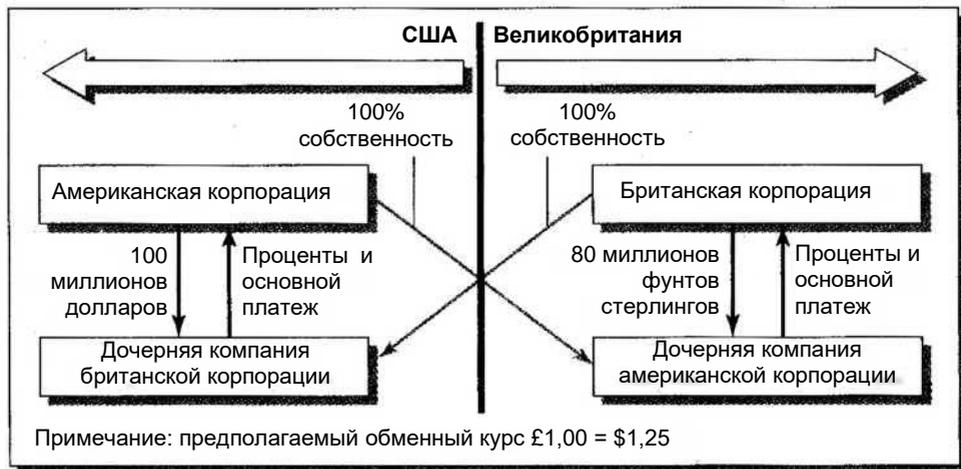 США
Великобритания
100%
собственность
100%
собственность
Американская корпорация
Британская корпорация
100
миллионов
долларов
Проценты и
основной
платеж
80 миллионов
фунтов
стерлингов
Проценты и
основной
платеж
Дочерняя компания
британской корпорации
Дочерняя компания
американской корпорации
Примечание: предполагаемый обменный курс £1,00 = $1,25